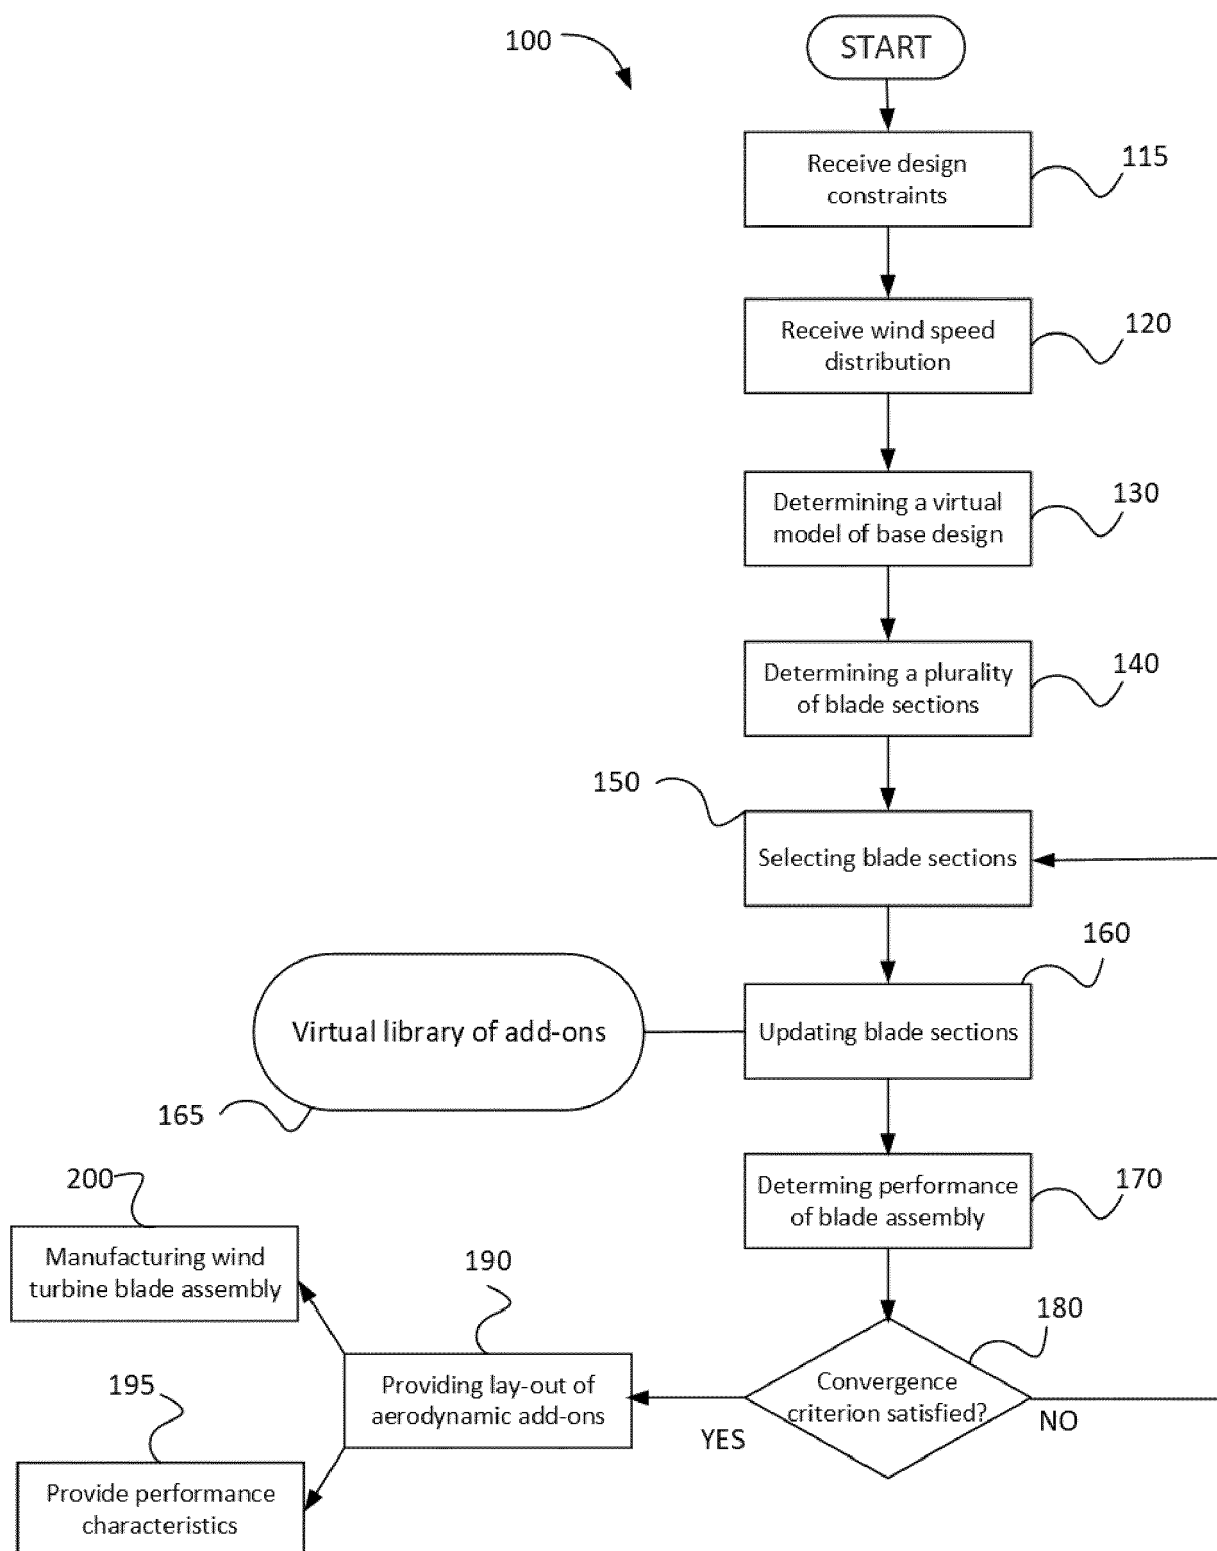 100
START
Receive design
constraints
115
Receive wind speed
distribution
120
Determining a virtual
model of base design
130
Determining a plurality
of blade sections
140
150
Selecting blade sections
160
Virtual library of add-ons
Updating blade sections
165
Determing performance
of blade assembly
170
200
Manufacturing wind
turbine blade assembly
190
180
Providing lay-out of
aerodynamic add-ons
Convergence
criterion satisfied?
YES
NO
195
Provide performance
characteristics